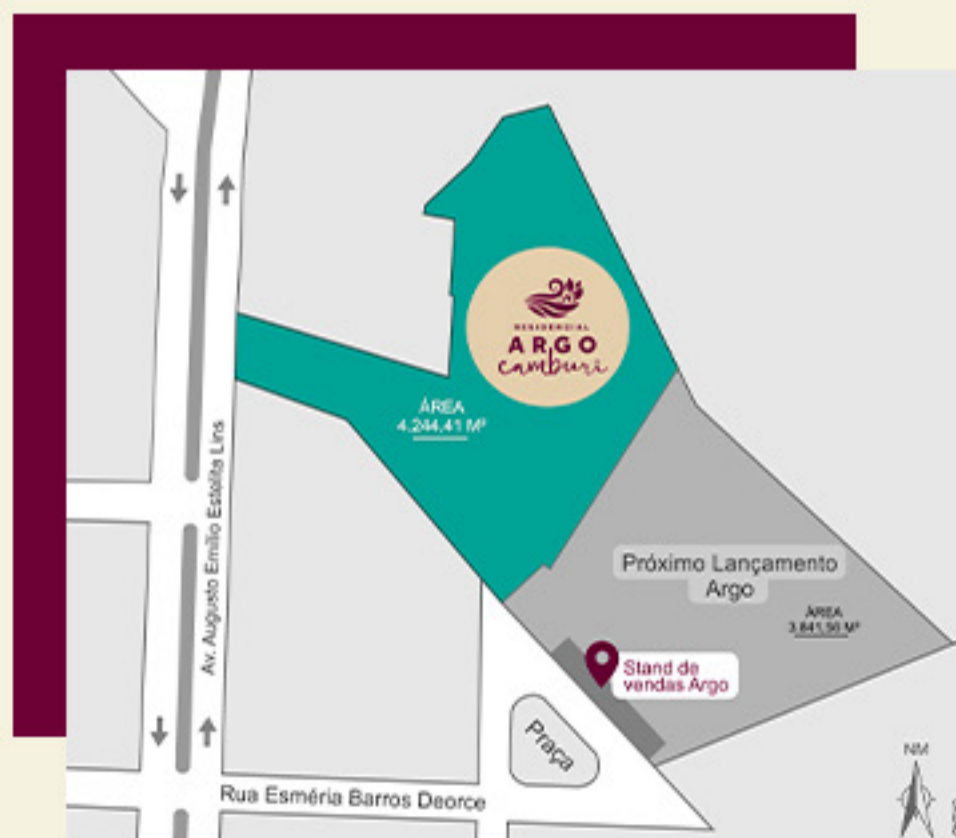 RESIDENCIAL
ARGO
camburi
ÁREA
4.244,41 M²
Av. Augusto Emílio Estelita Lins
Próximo Lançamento
Argo
ÁREA
3.841,50 M²
Stand de
vendas Argo
Praça
Rua Esméria Barros Deorce
NM